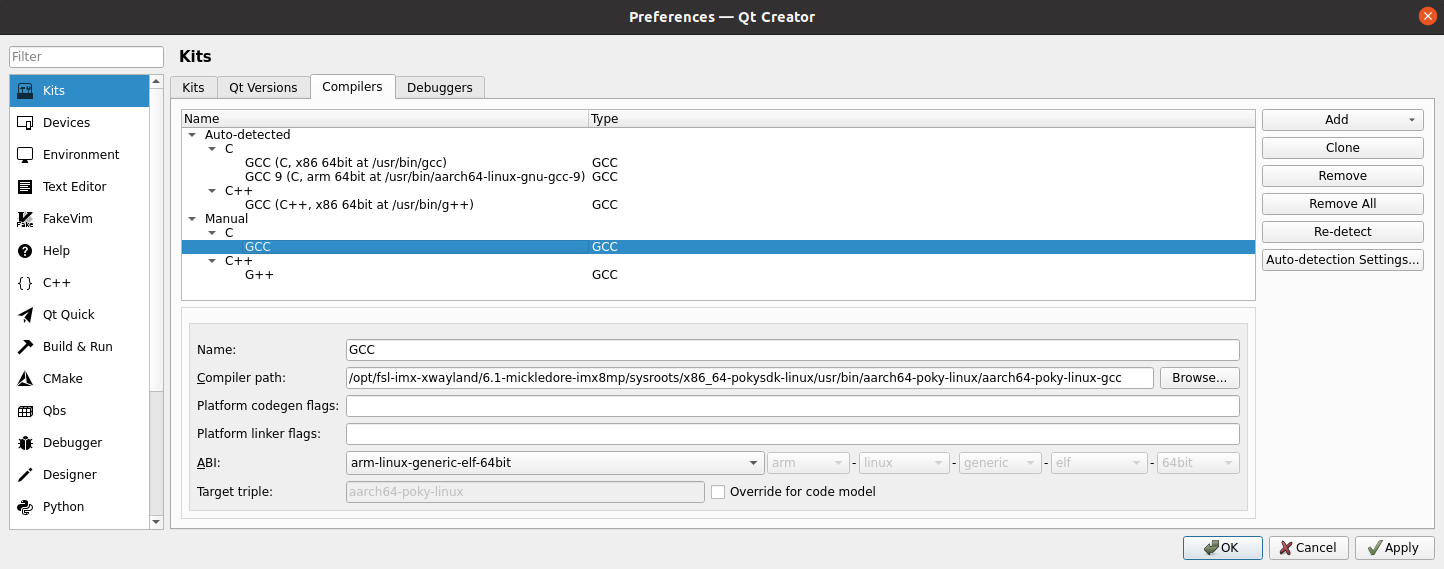 Preferences — Qt Creator
Filter
Kits
Devices
Environment
Text Editor
FakeVim
Help
C++
Qt Quick
Build & Run
CMake
Qbs
Debugger
Designer
Python
Kits
Kits Qt Versions Compilers Debuggers
Name Type
Auto-detected
C
GCC (C, x86 64bit at /usr/bin/gcc) GCC
GCC 9 (C, arm 64bit at /usr/bin/aarch64-linux-gnu-gcc-9) GCC
C++
GCC (C++, x86 64bit at /usr/bin/g++) GCC
Manual
C
GCC GCC
C++
G++ GCC
Add
Clone
Remove
Remove All
Re-detect
Auto-detection Settings...
Name: GCC
Compiler path: /opt/fsl-imx-xwayland/6.1-mickledore-imx8mp/sysroots/x86_64-pokysdk-linux/usr/bin/aarch64-poky-linux/aarch64-poky-linux-gcc Browse...
Platform codegen flags:
Platform linker flags:
ABI: arm-linux-generic-elf-64bit arm - linux - generic - elf - 64bit
Target triple: aarch64-poky-linux Override for code model
OK Cancel Apply